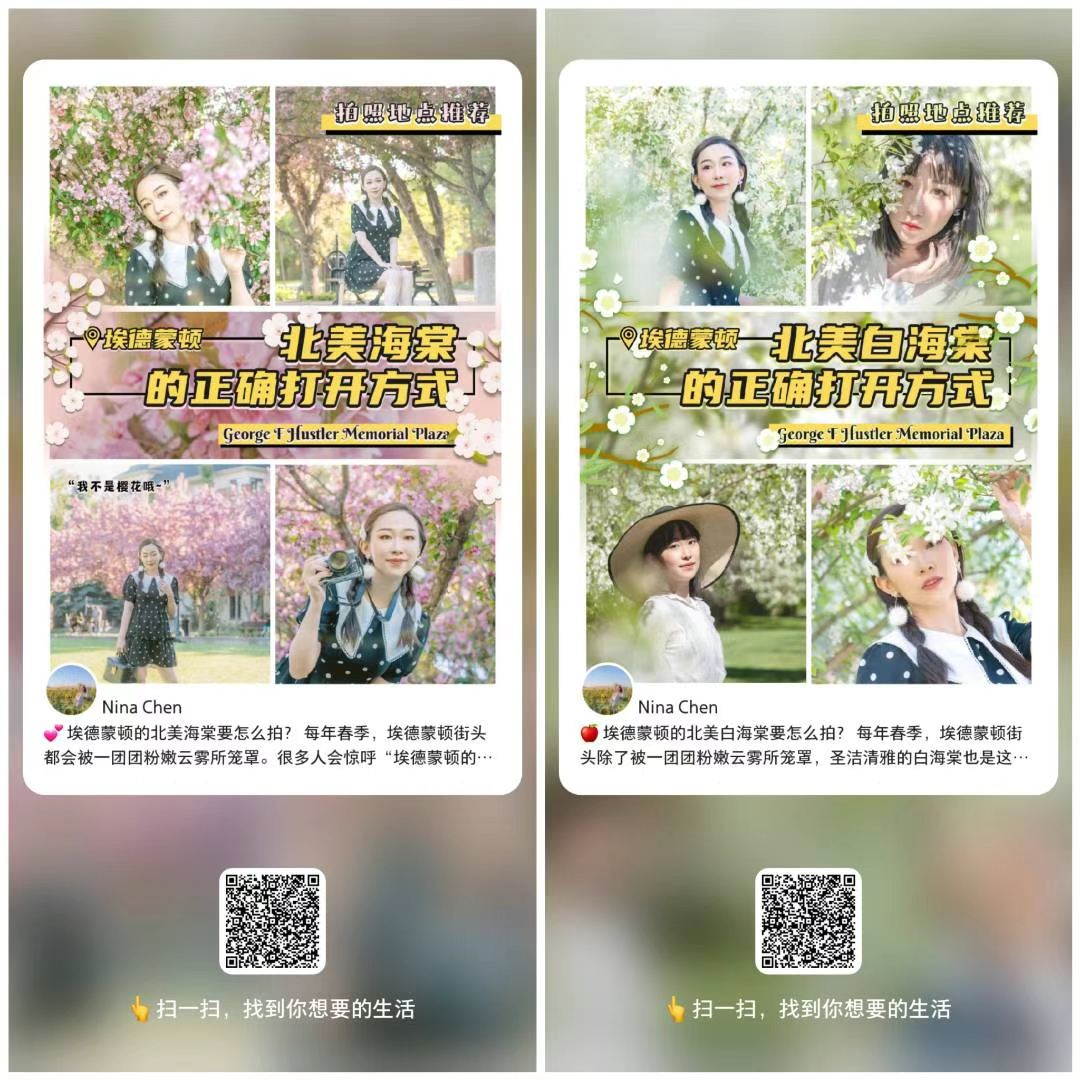 拍照地点推荐
埃德蒙顿
北美海棠
的正确打开方式
George F Hustler Memorial Plaza
“我不是樱花哦~”
Nina Chen
💕埃德蒙顿的北美海棠要怎么拍？ 每年春季，埃德蒙顿街头
都会被一团团粉嫩云雾所笼罩。很多人会惊呼“埃德蒙顿的…
👆扫一扫，找到你想要的生活
拍照地点推荐
埃德蒙顿
北美白海棠
的正确打开方式
George F Hustler Memorial Plaza
Nina Chen
🍎埃德蒙顿的北美白海棠要怎么拍？ 每年春季，埃德蒙顿街
头除了被一团团粉嫩云雾所笼罩，圣洁清雅的白海棠也是这…
👆扫一扫，找到你想要的生活